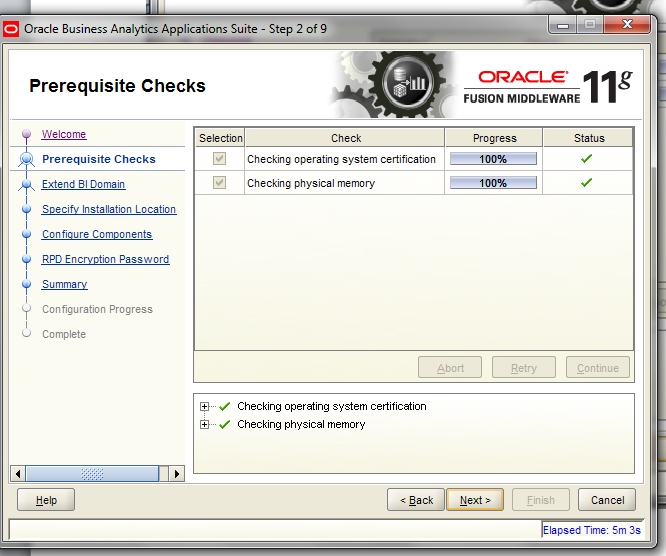 Oracle Business Analytics Applications Suite - Step 2 of 9
Prerequisite Checks
ORACLE®
FUSION MIDDLEWARE 11g
Welcome
Prerequisite Checks
Extend BI Domain
Specify Installation Location
Configure Components
RPD Encryption Password
Summary
Configuration Progress
Complete
Selection Check Progress Status
Checking operating system certification 100%
Checking physical memory 100%
Abort Retry Continue
Checking operating system certification
Checking physical memory
Help < Back Next > Finish Cancel
Elapsed Time: 5m 3s